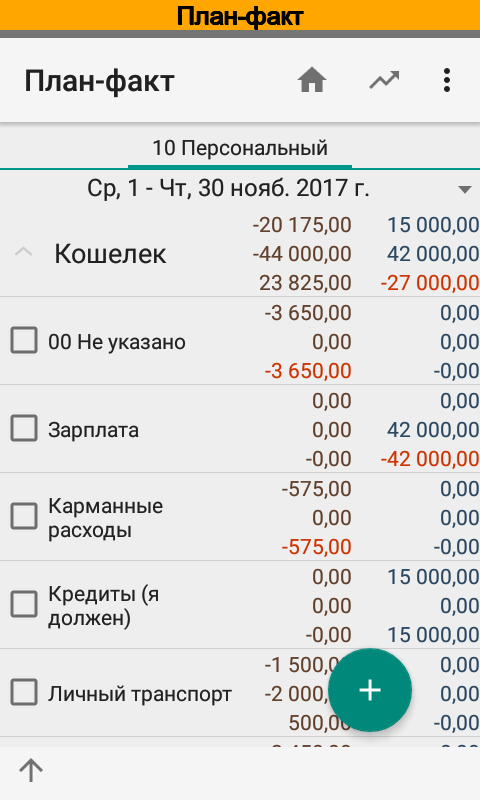 План-факт
План-факт
10 Персональный
Ср, 1 - Чт, 30 нояб. 2017 г.
Кошелек
-20 175,00 15 000,00
-44 000,00 42 000,00
23 825,00 -27 000,00
00 Не указано
-3 650,00 0,00
0,00 0,00
-3 650,00 -0,00
Зарплата
0,00 0,00
0,00 42 000,00
-0,00 -42 000,00
Карманные
расходы
-575,00 0,00
0,00 0,00
-575,00 -0,00
Кредиты (я
должен)
0,00 15 000,00
0,00 0,00
-0,00 15 000,00
Личный транспорт
-1 500,0 0,00
-2 000, 0,00
500,00 -0,00